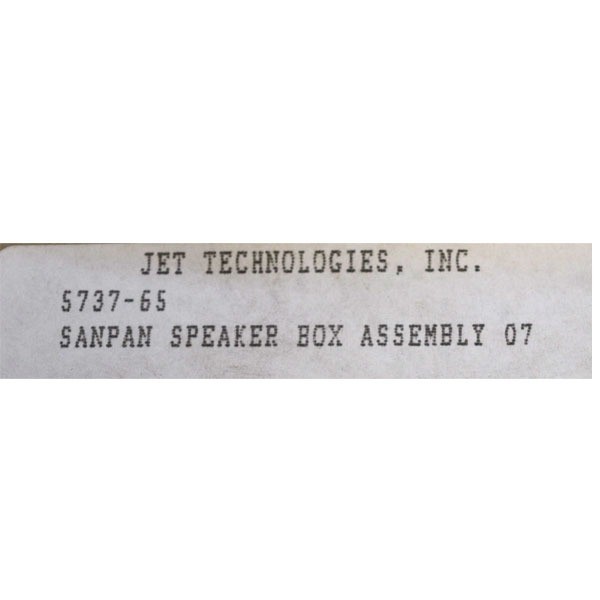 JET TECHNOLOGIES, INC.
5737-65
SANPAN SPEAKER BOX ASSEMBLY 07